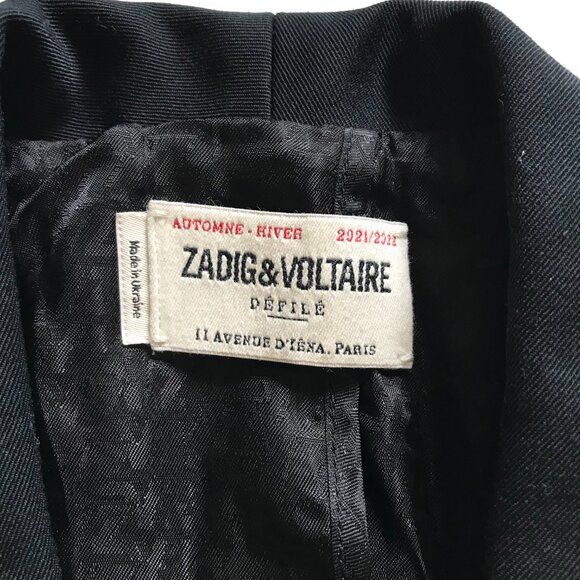 AUTOMNE - HIVER 2021/2022
ZADIG&VOLTAIRE
DÉFILÉ
11 AVENUE D'IÉNA. PARIS
Made in Ukraine